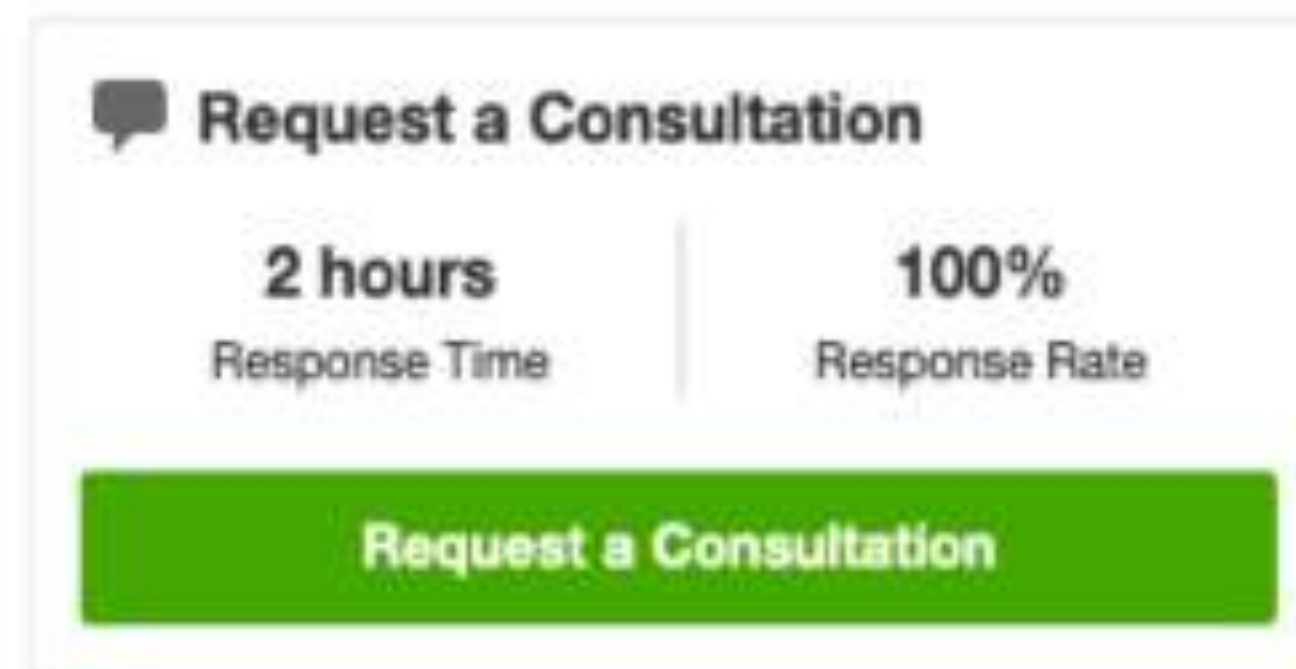 Request a Consultation
2 hours
100%
Response Time
Response Rate
Request a Consultation